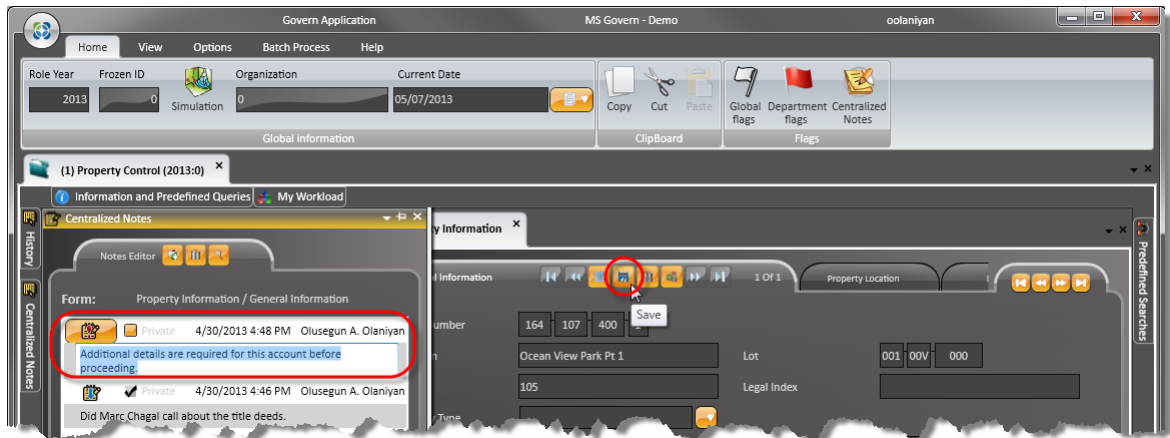 Govern Application MS Govern - Demo oolaniyan
Home View Options Batch Process Help
Role Year Frozen ID Organization Current Date
2013 0 Simulation 0 05/07/2013
Copy Cut Paste Global flags Department flags Centralized Notes
Global information ClipBoard Flags
(1) Property Control (2013:0)
Information and Predefined Queries My Workload
History
Centralized Notes
Centralized Notes
Notes Editor
Form: Property Information / General Information
Private 4/30/2013 4:48 PM Olusegun A. Olaniyan
Additional details are required for this account before
proceeding.
Private 4/30/2013 4:46 PM Olusegun A. Olaniyan
Did Marc Chagal call about the title deeds.
y Information
l Information 1 Of 1 Property Location
Save
umber 164 107 400
n Ocean View Park Pt 1 Lot 001 00V 000
105 Legal Index
y Type
Predefined Searches